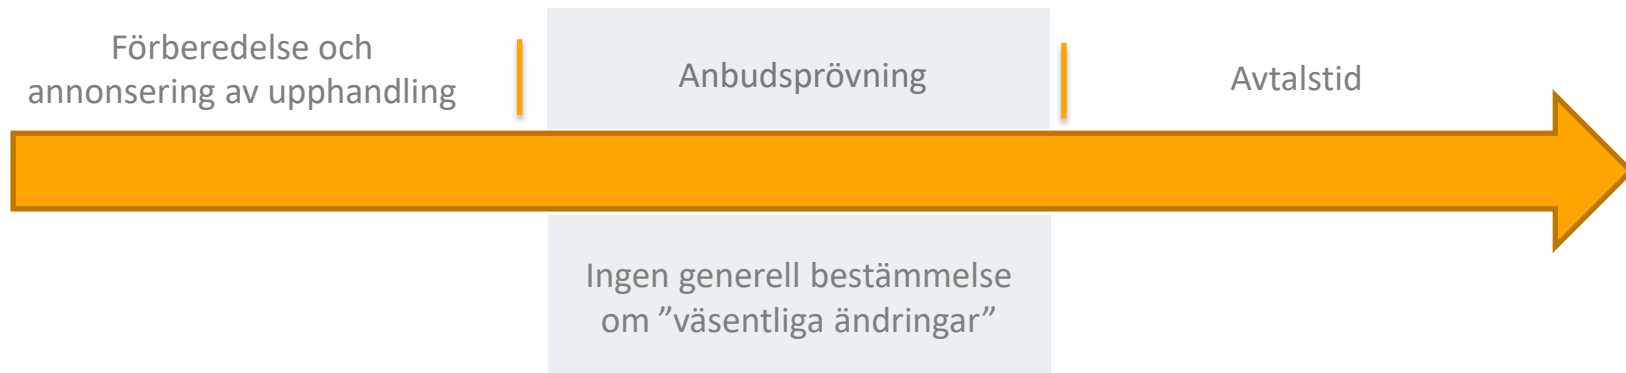 Förberedelse och
annonsering av upphandling
Anbudsprövning
Avtalstid
Ingen generell bestämmelse
om ”väsentliga ändringar”